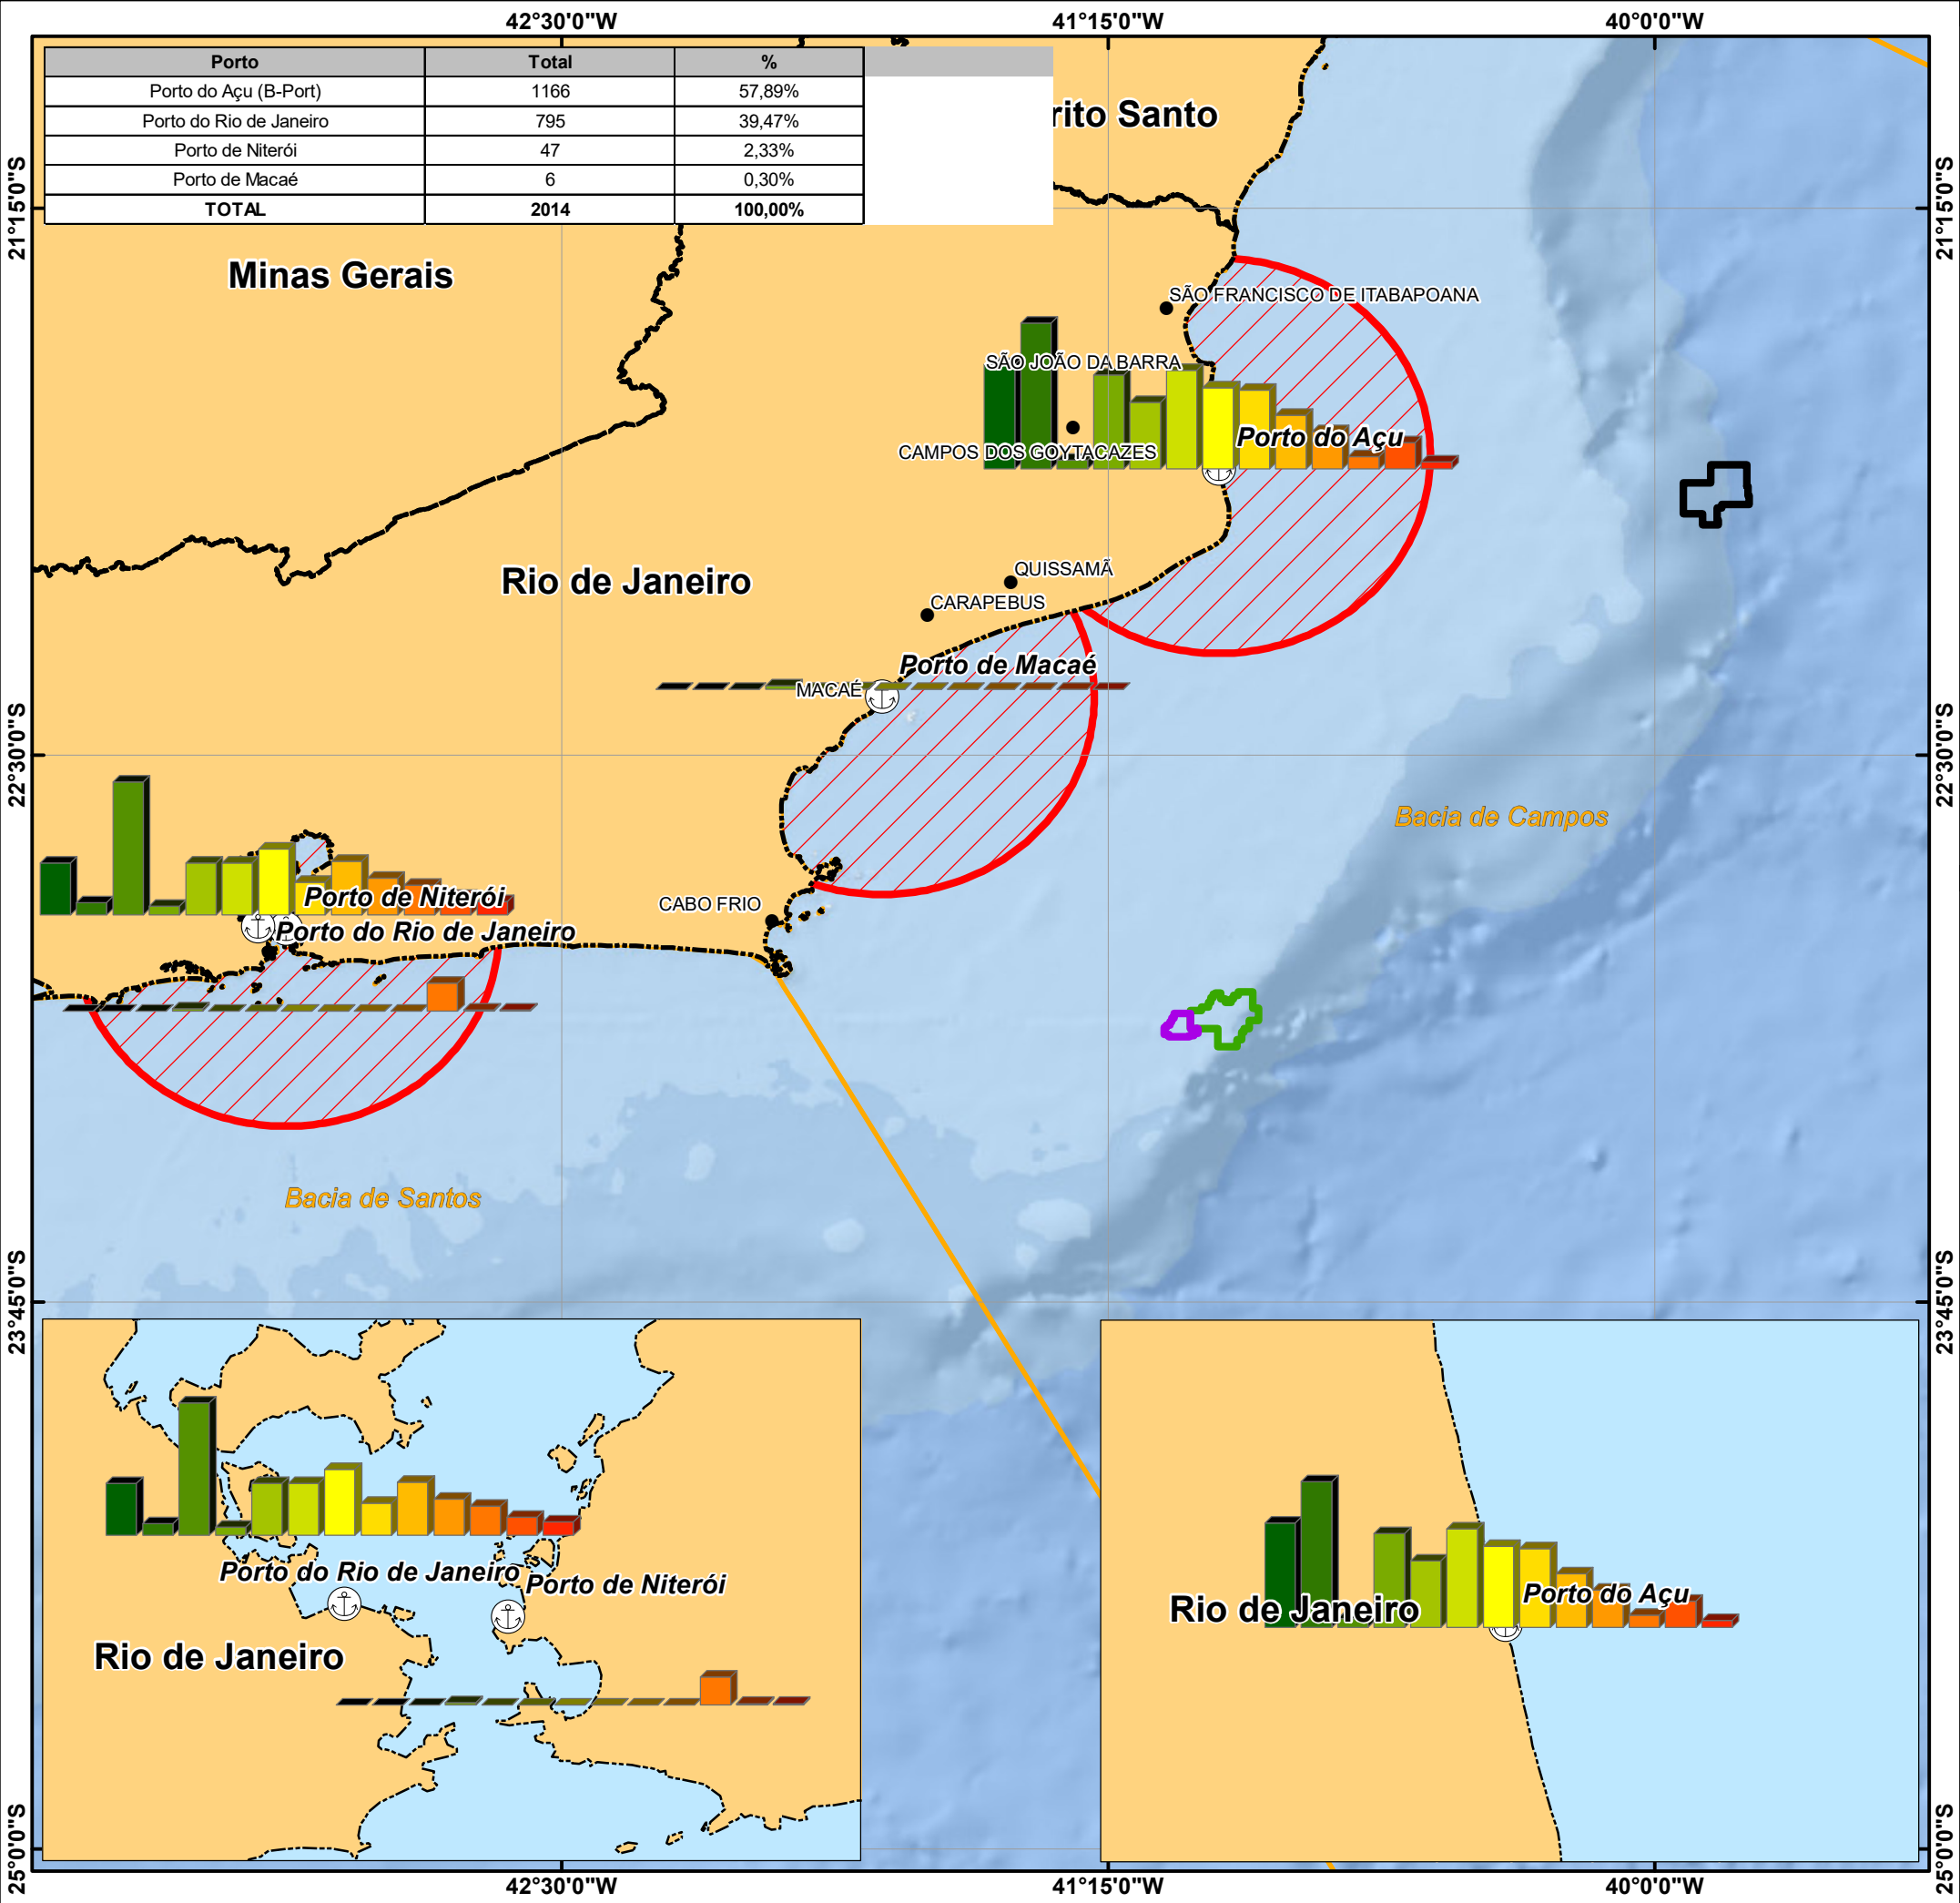 42°30'0"W 41°15'0"W 40°0'0"W
Porto Total %
Porto do Açu (B-Port) 1166 57,89%
Porto do Rio de Janeiro 795 39,47%
Porto de Niterói 47 2,33%
Porto de Macaé 6 0,30%
TOTAL 2014 100,00%
rito Santo
21°15'0"S 21°15'0"S
Minas Gerais
SÃO FRANCISCO DE ITABAPOANA
SÃO JOÃO DA BARRA
Porto do Açu
CAMPOS DOS GOYTACAZES
QUISSAMÃ
Rio de Janeiro
CARAPEBUS
Porto de Macaé
MACAÉ
22°30'0"S 22°30'0"S
Bacia de Campos
Porto de Niterói
CABO FRIO
Porto do Rio de Janeiro
Bacia de Santos
23°45'0"S 23°45'0"S
Porto do Rio de Janeiro
Porto de Niterói
Rio de Janeiro
Porto do Açu
Rio de Janeiro
25°0'0"S 25°0'0"S
42°30'0"W 41°15'0"W 40°0'0"W